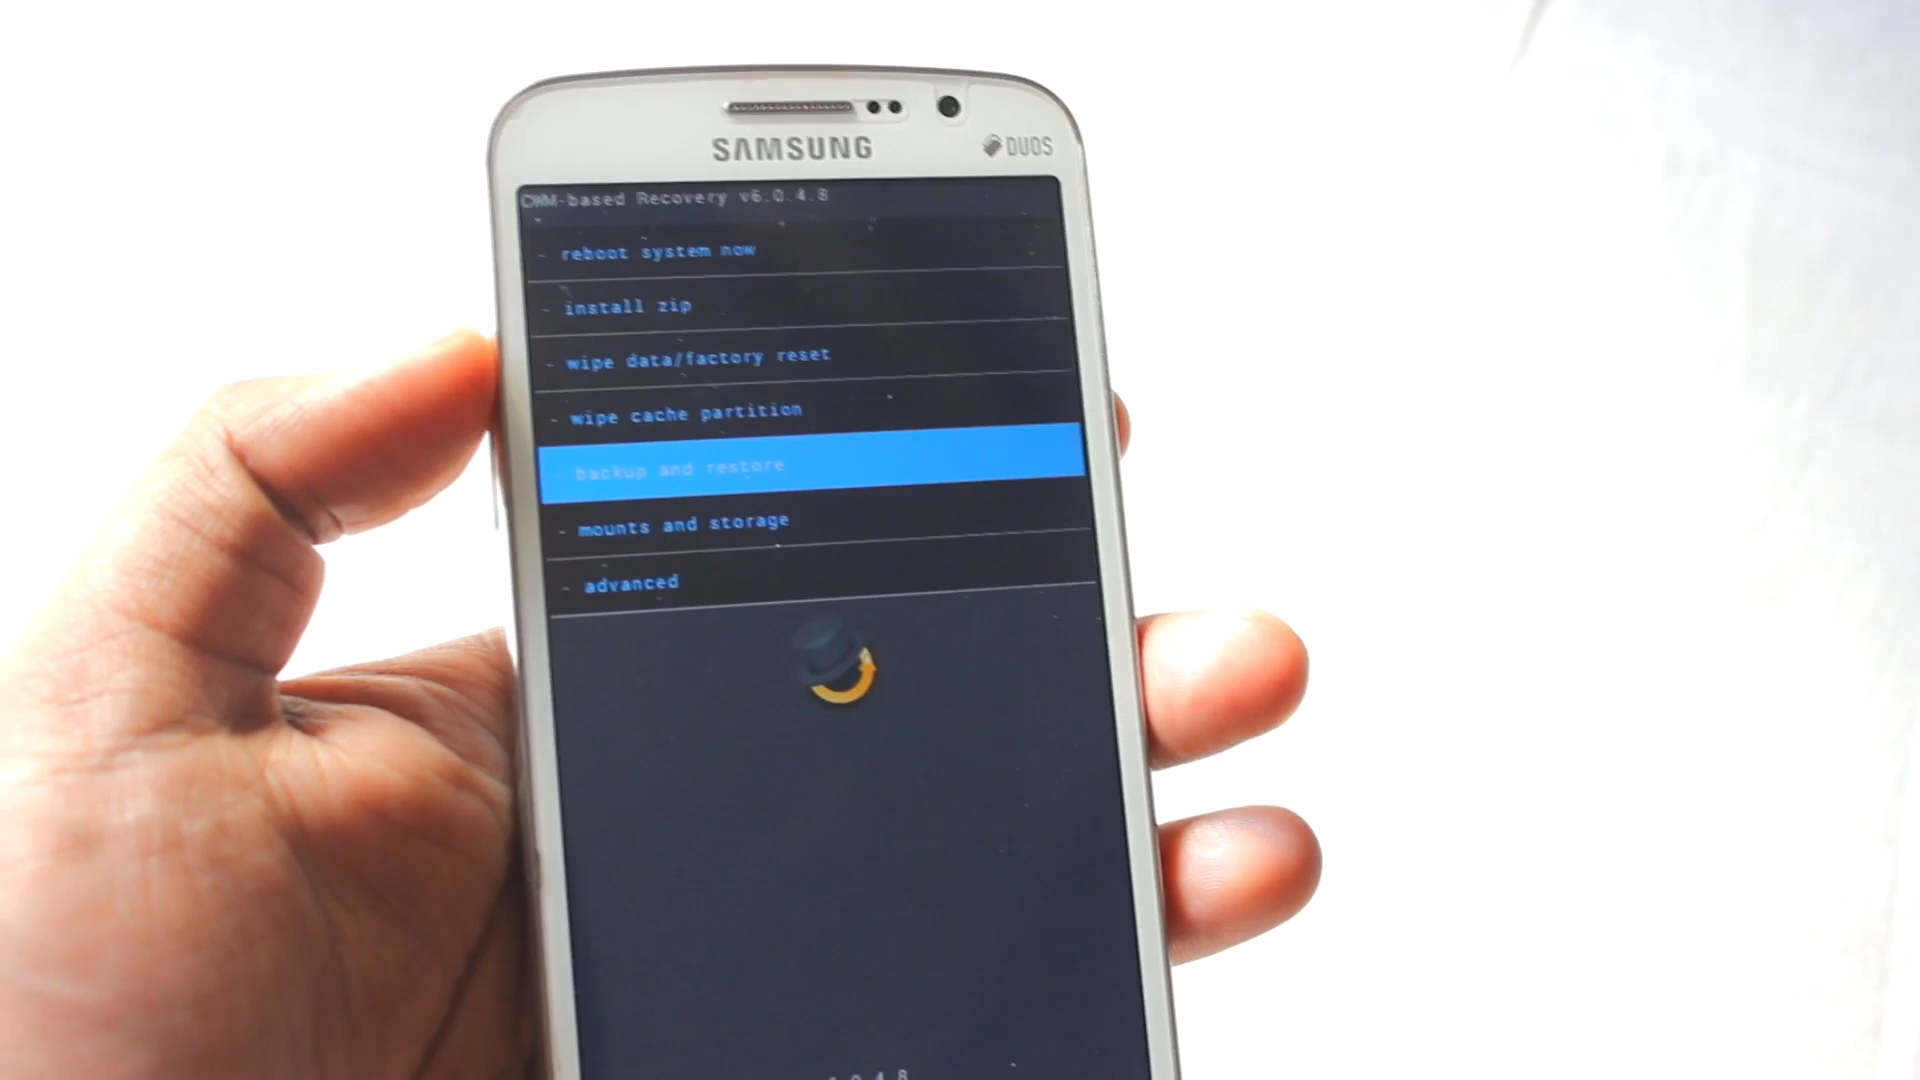 SAMSUNG
DUOS
CWM-based Recovery v6.0.4.8
- reboot system now
- install zip
- wipe data/factory reset
- wipe cache partition
- backup and restore
- mounts and storage
- advanced